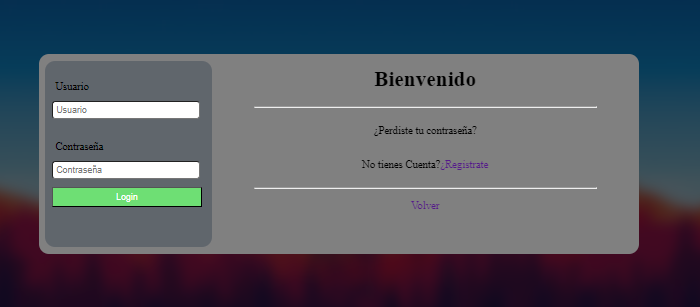 Usuario
Usuario
Contraseña
Contraseña
Login
Bienvenido
¿Perdiste tu contraseña?
No tienes Cuenta?¿Registrate
Volver